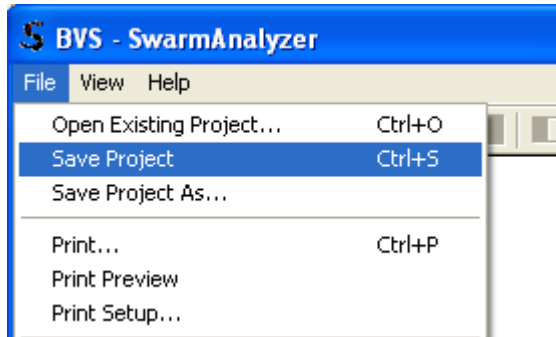 BVS - SwarmAnalyzer
File View Help
Open Existing Project... Ctrl+O
Save Project Ctrl+S
Save Project As...
Print... Ctrl+P
Print Preview
Print Setup...